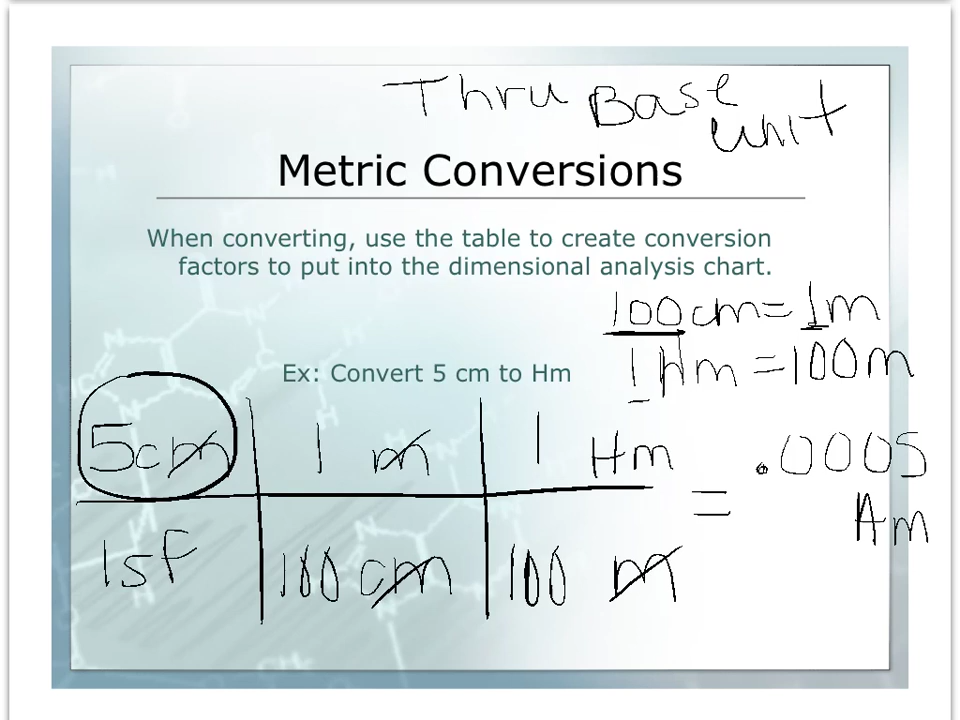 Thru Base
unit
Metric Conversions
When converting, use the table to create conversion
factors to put into the dimensional analysis chart.
100cm=1m
Ex: Convert 5 cm to Hm
1Hm=100m
5cm 1 m 1 Hm = .0005
Hm
1sF 100 cm 100 m